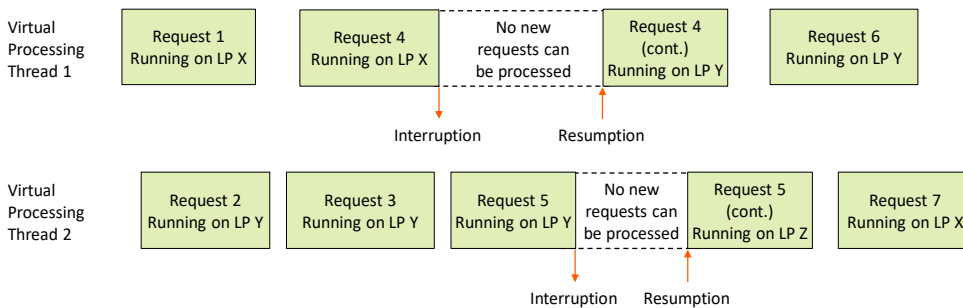 Virtual
Processing
Thread 1
Request 1
Running on LP X
Request 4
Running on LP X
No new
requests can
be processed
Request 4
(cont.)
Running on LP Y
Request 6
Running on LP Y
Interruption
Resumption
Virtual
Processing
Thread 2
Request 2
Running on LP Y
Request 3
Running on LP Y
Request 5
Running on LP Y
No new
requests can
be processed
Request 5
(cont.)
Running on LP Z
Request 7
Running on LP X
Interruption
Resumption